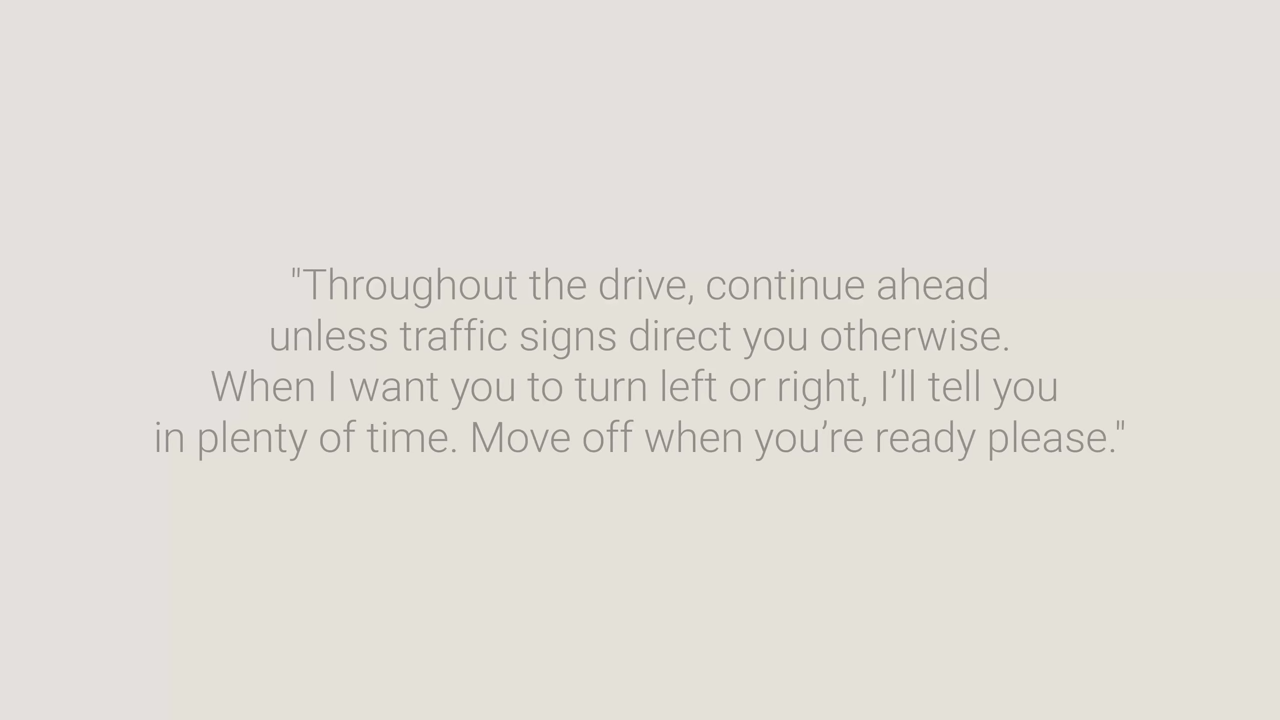 "Throughout the drive, continue ahead
unless traffic signs direct you otherwise.
When I want you to turn left or right, I’ll tell you
in plenty of time. Move off when you’re ready please."